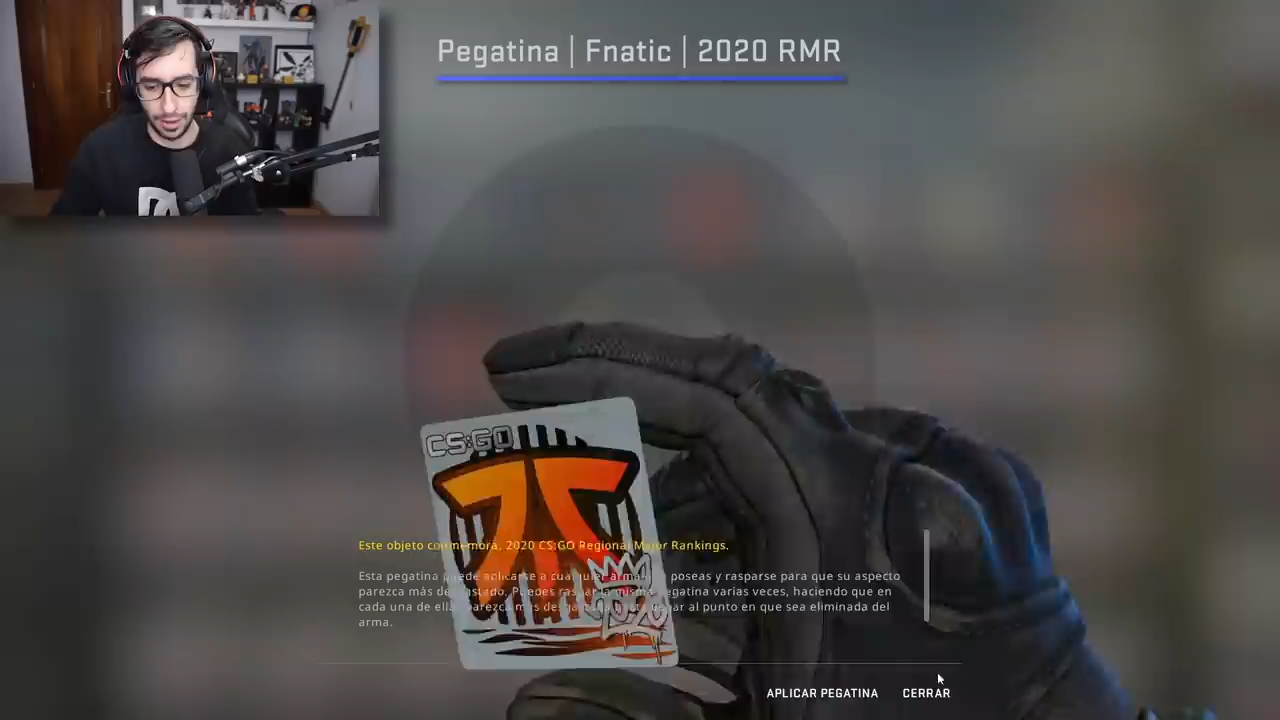 Pegatina | Fnatic | 2020 RMR
CS:GO
Este objeto conmemora: 2020 CS:GO Regional Major Rankings.
Esta pegatina puede aplicarse a cualquier arma poseas y rasparse para que su aspecto
parezca más desgastado. Puedes raspar la misma pegatina varias veces, haciendo que en
cada una de ellas parezca más desgastada hasta llegar al punto en que sea eliminada del
arma.
APLICAR PEGATINA CERRAR